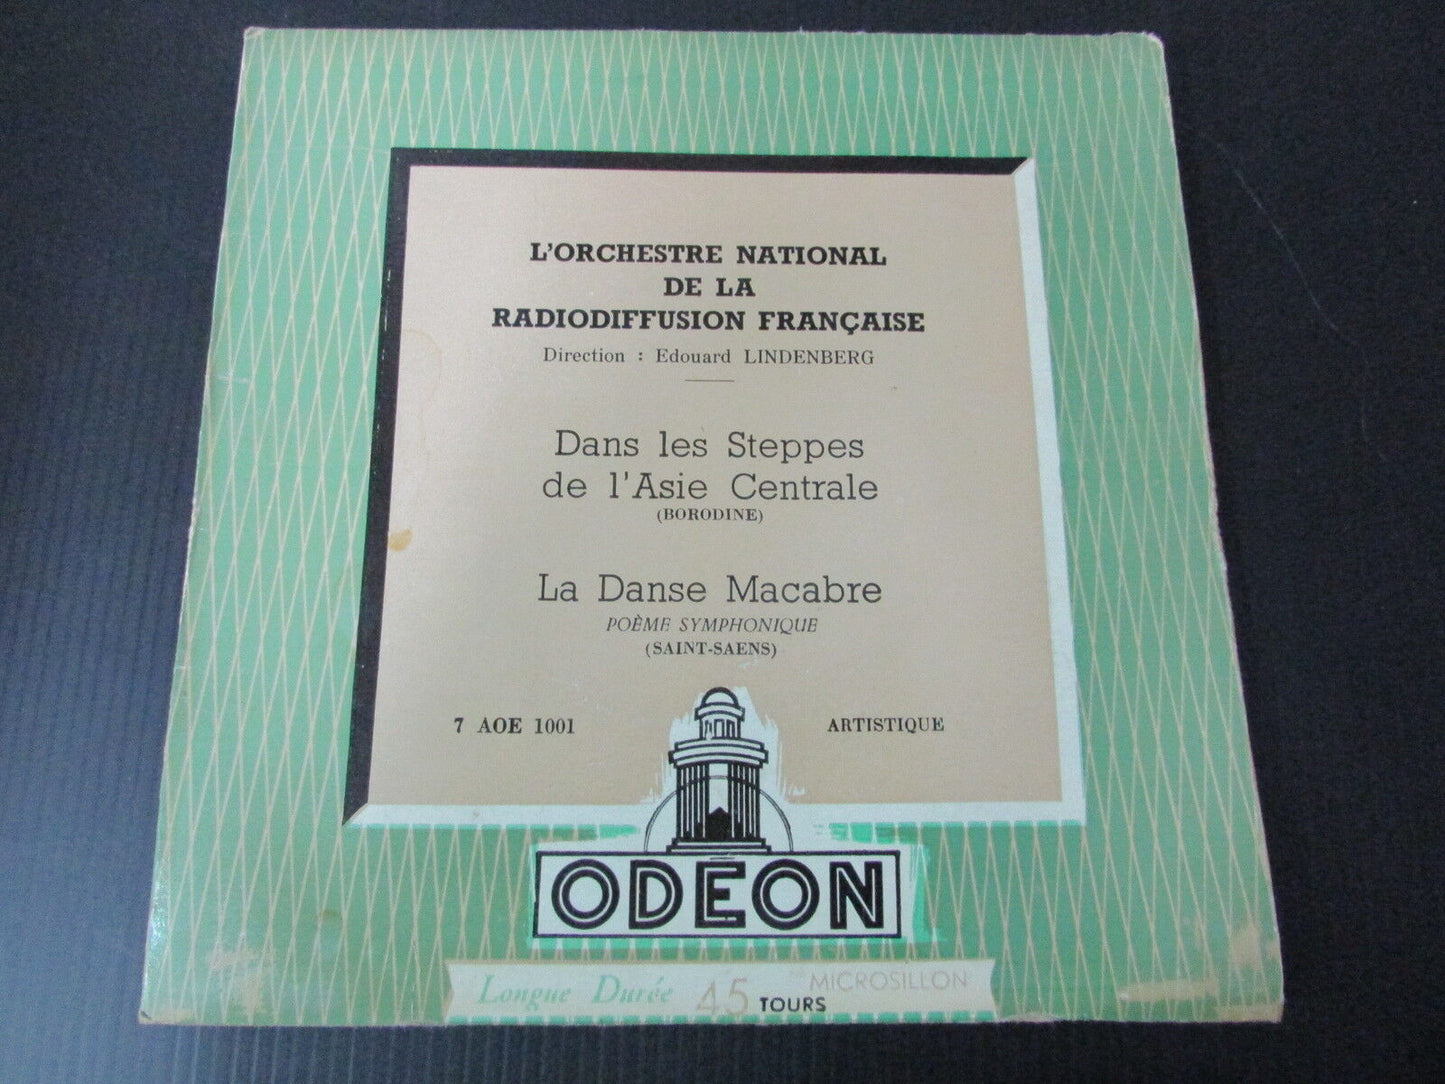 L'ORCHESTRE NATIONAL
DE LA
RADIODIFFUSION FRANÇAISE
Direction : Edouard LINDENBERG
Dans les Steppes
de l'Asie Centrale
(BORODINE)
La Danse Macabre
POÈME SYMPHONIQUE
(SAINT-SAENS)
7 AOE 1001 ARTISTIQUE
ODEON
Longue Durée 45 TOURS MICROSILLON